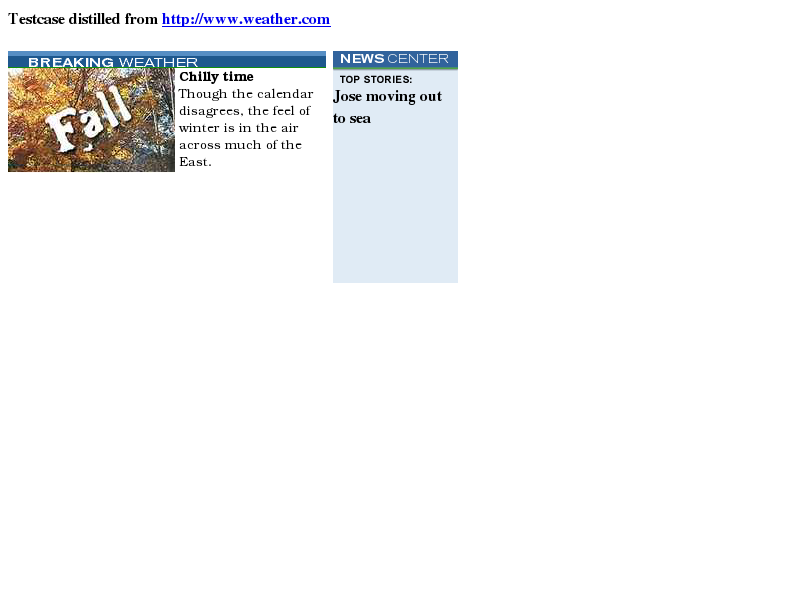 Testcase distilled from http://www.weather.com
BREAKING WEATHER
Fall
Chilly time
Though the calendar
disagrees, the feel of
winter is in the air
across much of the
East.
NEWS CENTER
TOP STORIES:
Jose moving out
to sea